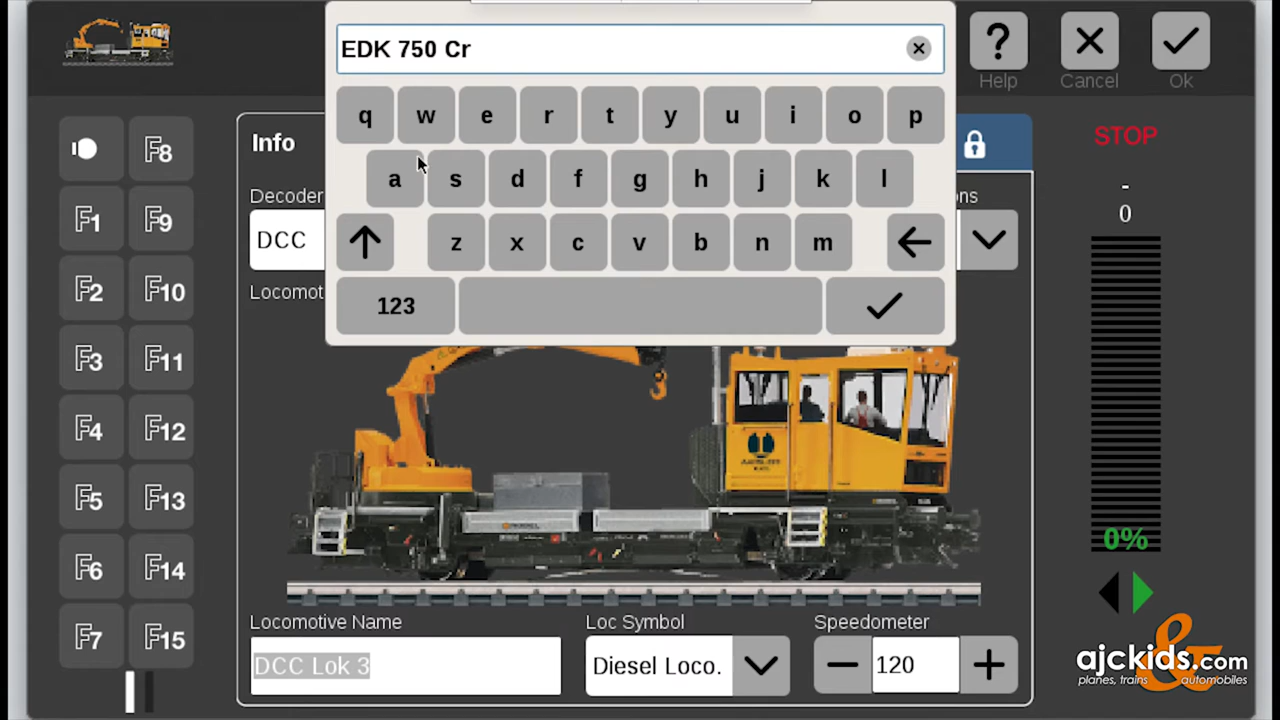 EDK 750 Cr
Help
Cancel
Ok
q w e r t y u i o p
a s d f g h j k l
z x c v b n m
123
F8
F1 F9
F2 F10
F3 F11
F4 F12
F5 F13
F6 F14
F7 F15
Info
Decoder
ons
DCC
Locomot
STOP
-
0
0%
Locomotive Name
DCC Lok 3
Loc Symbol
Diesel Loco.
Speedometer
120
ajckids.com
planes, trains & automobiles